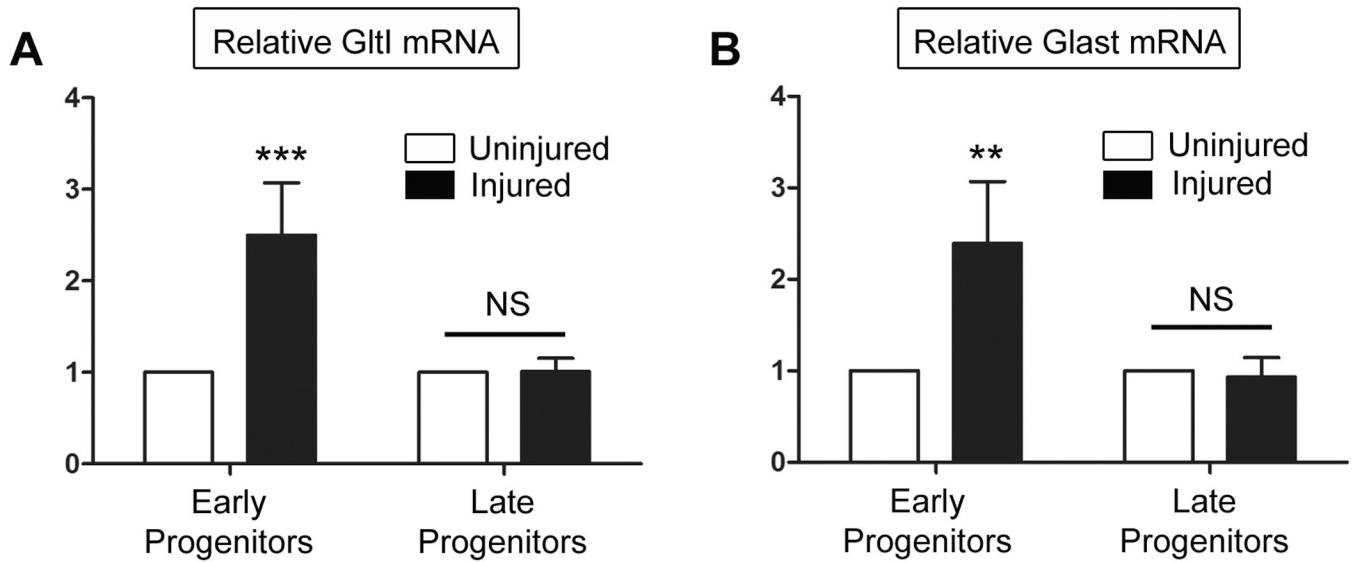 A
Relative GltI mRNA
4
3
2
1
0
***
Uninjured
Injured
NS
Early
Progenitors
Late
Progenitors
B
Relative Glast mRNA
4
3
2
1
0
**
Uninjured
Injured
NS
Early
Progenitors
Late
Progenitors